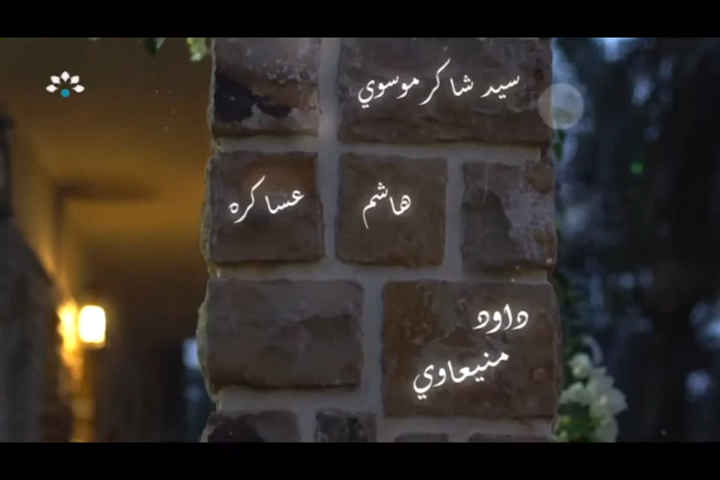 سيد شاكر موسوي
هاشم
عساكره
داود
منيعاوي